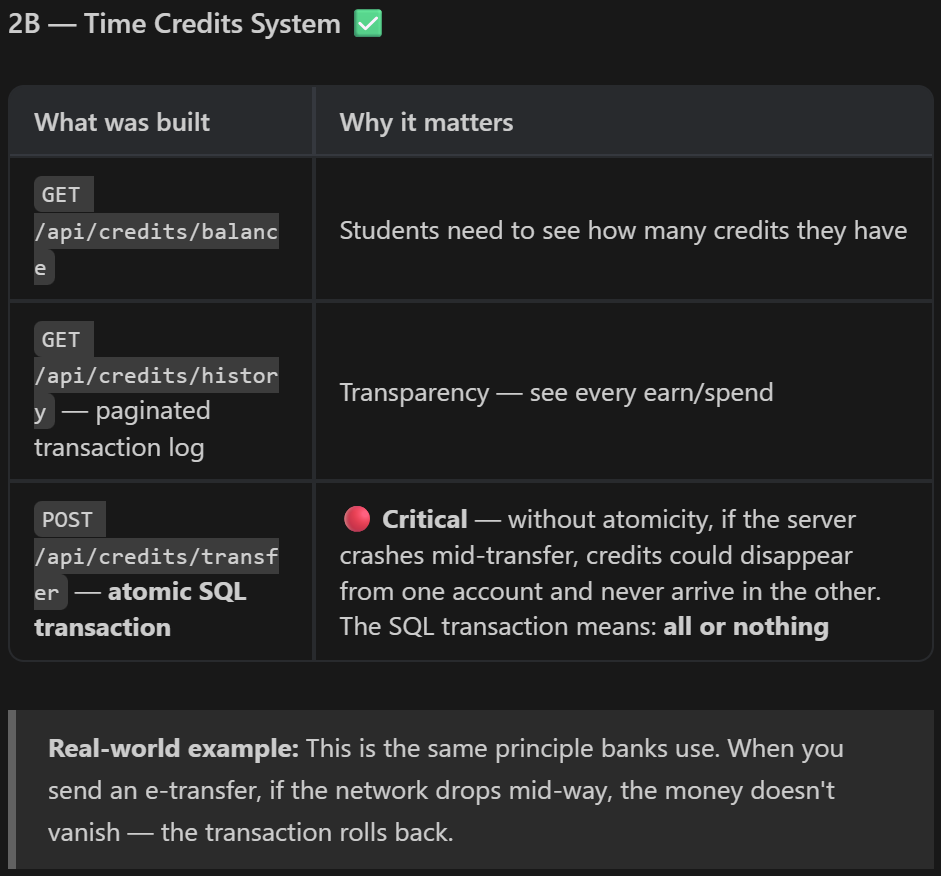 2B — Time Credits System ✅
What was built
Why it matters
GET
/api/credits/balanc
e
Students need to see how many credits they have
GET
/api/credits/histor
y — paginated
transaction log
Transparency — see every earn/spend
POST
/api/credits/transf
er — atomic SQL
transaction
🔴 Critical — without atomicity, if the server
crashes mid-transfer, credits could disappear
from one account and never arrive in the other.
The SQL transaction means: all or nothing
Real-world example: This is the same principle banks use. When you
send an e-transfer, if the network drops mid-way, the money doesn't
vanish — the transaction rolls back.